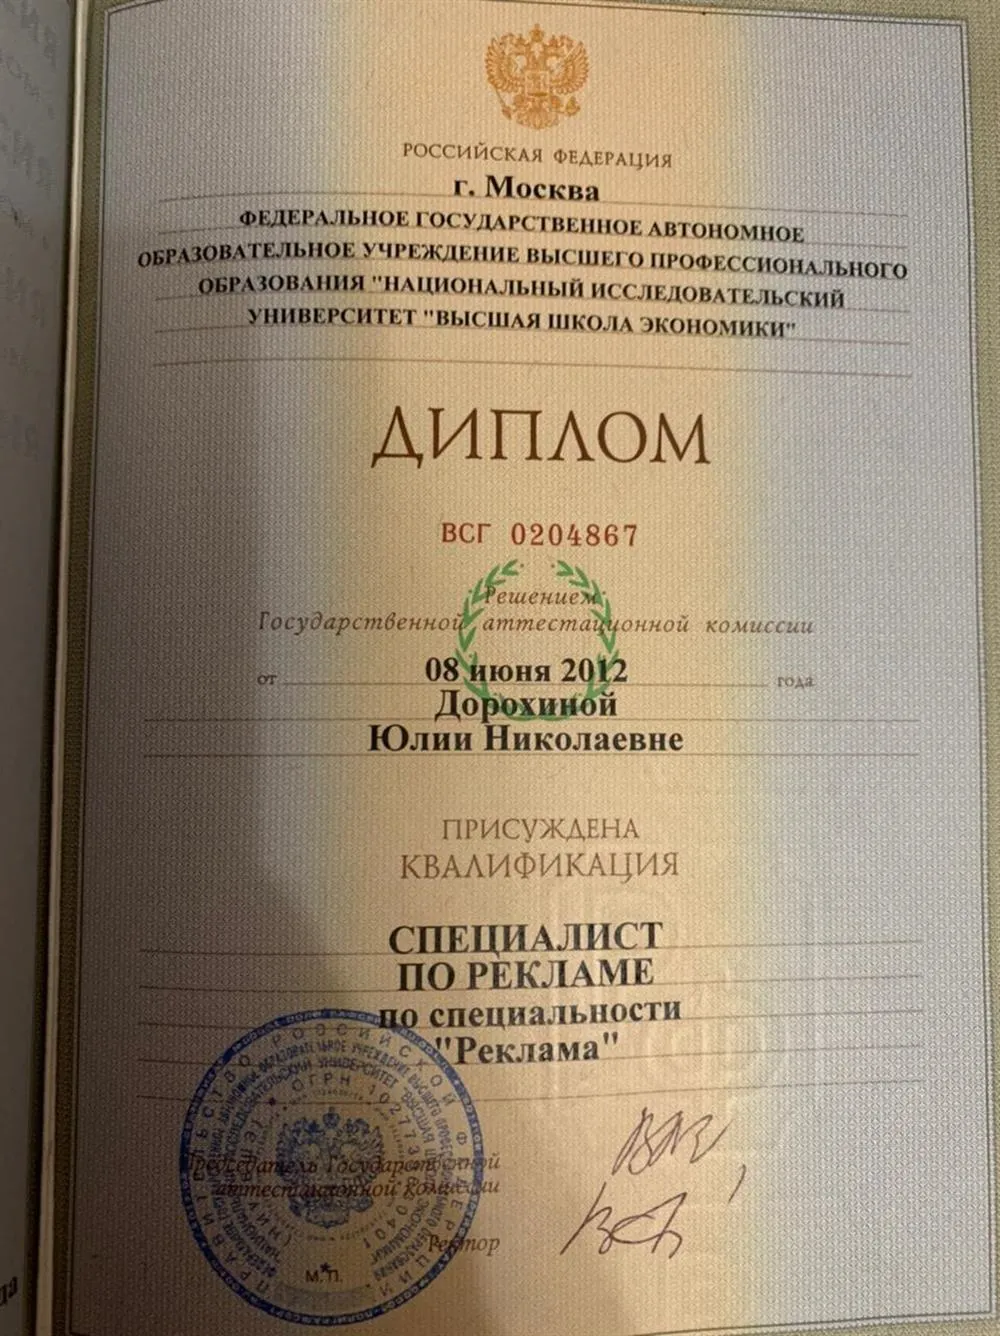 РОССИЙСКАЯ ФЕДЕРАЦИЯ
г. Москва
ФЕДЕРАЛЬНОЕ ГОСУДАРСТВЕННОЕ АВТОНОМНОЕ
ОБРАЗОВАТЕЛЬНОЕ УЧРЕЖДЕНИЕ ВЫСШЕГО ПРОФЕССИОНАЛЬНОГО
ОБРАЗОВАНИЯ "НАЦИОНАЛЬНЫЙ ИССЛЕДОВАТЕЛЬСКИЙ
УНИВЕРСИТЕТ "ВЫСШАЯ ШКОЛА ЭКОНОМИКИ"
ДИПЛОМ
ВСГ 0204867
Решением
Государственной аттестационной комиссии
от 08 июня 2012 года
Дорохиной
Юлии Николаевне
ПРИСУЖДЕНА
КВАЛИФИКАЦИЯ
СПЕЦИАЛИСТ
ПО РЕКЛАМЕ
по специальности
"Реклама"
Председатель Государственной
аттестационной комиссии
Ректор
М.П.